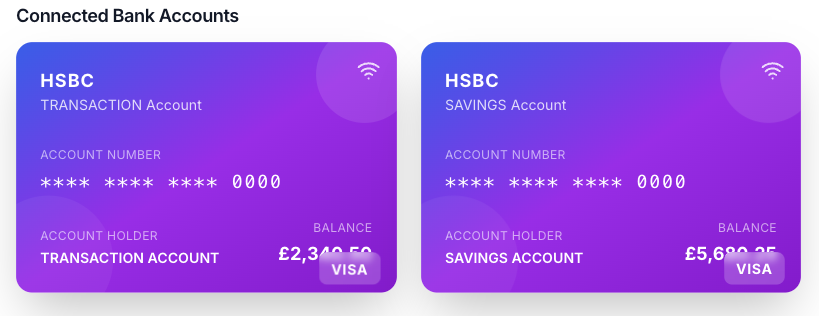 Connected Bank Accounts
HSBC
TRANSACTION Account
ACCOUNT NUMBER
**** **** **** 0000
ACCOUNT HOLDER
TRANSACTION ACCOUNT
BALANCE
£2,340.50
VISA
HSBC
SAVINGS Account
ACCOUNT NUMBER
**** **** **** 0000
ACCOUNT HOLDER
SAVINGS ACCOUNT
BALANCE
£5,680.25
VISA